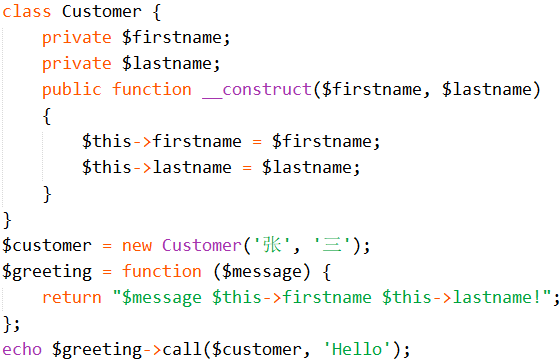 class Customer {
    private $firstname;
    private $lastname;
    public function __construct($firstname, $lastname)
    {
        $this->firstname = $firstname;
        $this->lastname = $lastname;
    }
}
$customer = new Customer('张', '三');
$greeting = function ($message) {
    return "$message $this->firstname $this->lastname!";
};
echo $greeting->call($customer, 'Hello');